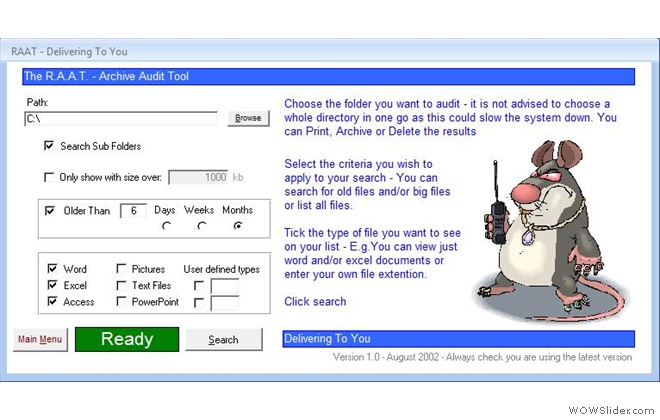 RAAT - Delivering To You
The R.A.A.T. - Archive Audit Tool
Path:
C:\
Browse
Search Sub Folders
Only show with size over: 1000 kb
Older Than 6 Days Weeks Months
Word Pictures User defined types
Excel Text Files
Access PowerPoint
Main Menu Ready Search
Choose the folder you want to audit - it is not advised to choose a
whole directory in one go as this could slow the system down. You
can Print, Archive or Delete the results
Select the criteria you wish to
apply to your search - You can
search for old files and/or big files
or list all files.
Tick the type of file you want to see
on your list - E.g.You can view just
word and/or excel documents or
enter your own file extention.
Click search
Delivering To You
Version 1.0 - August 2002 - Always check you are using the latest version
WOWSlider.com